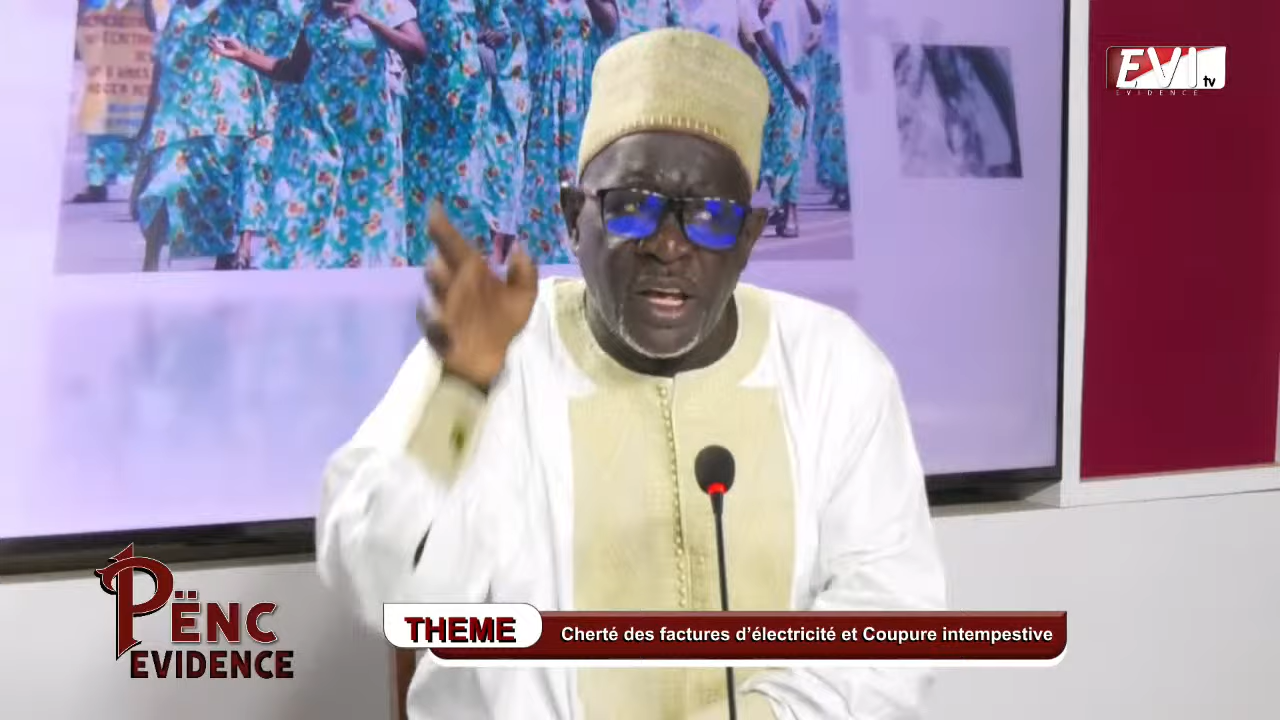 EVI tv
EVIDENCE
PËNC
EVIDENCE
THEME
Cherté des factures d'électricité et Coupure intempestive